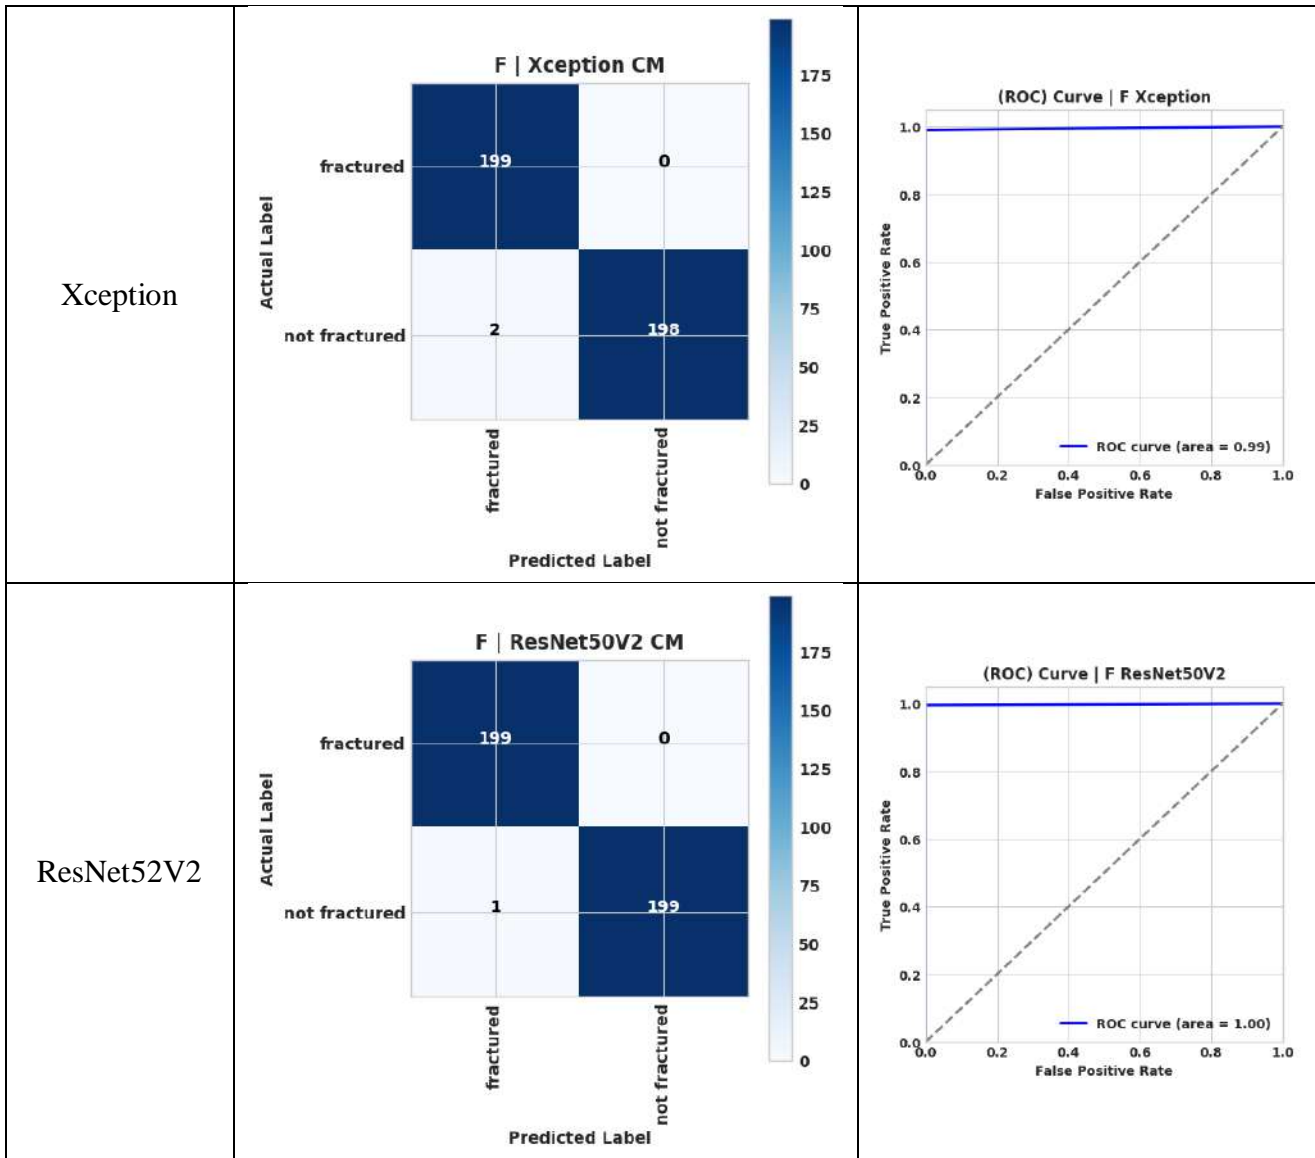 Xception
F | Xception CM
Actual Label
fractured
not fractured
199
0
2
198
fractured
not fractured
Predicted Label
175
150
125
100
75
50
25
0
(ROC) Curve | F Xception
True Positive Rate
1.0
0.8
0.6
0.4
0.2
0.0
0.0
0.2
0.4
0.6
0.8
1.0
ROC curve (area = 0.99)
False Positive Rate
ResNet52V2
F | ResNet50V2 CM
Actual Label
fractured
not fractured
199
0
1
199
fractured
not fractured
Predicted Label
175
150
125
100
75
50
25
0
(ROC) Curve | F ResNet50V2
True Positive Rate
1.0
0.8
0.6
0.4
0.2
0.0
0.0
0.2
0.4
0.6
0.8
1.0
ROC curve (area = 1.00)
False Positive Rate